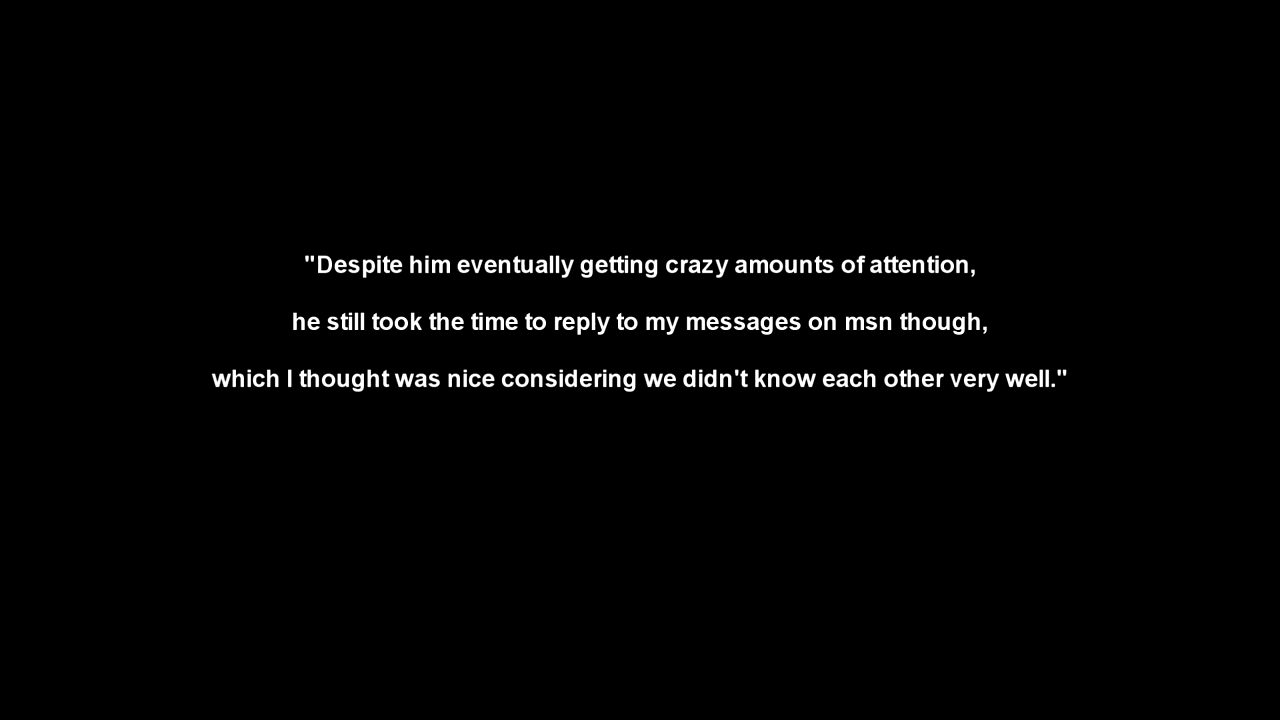 "Despite him eventually getting crazy amounts of attention,
he still took the time to reply to my messages on msn though,
which I thought was nice considering we didn't know each other very well."